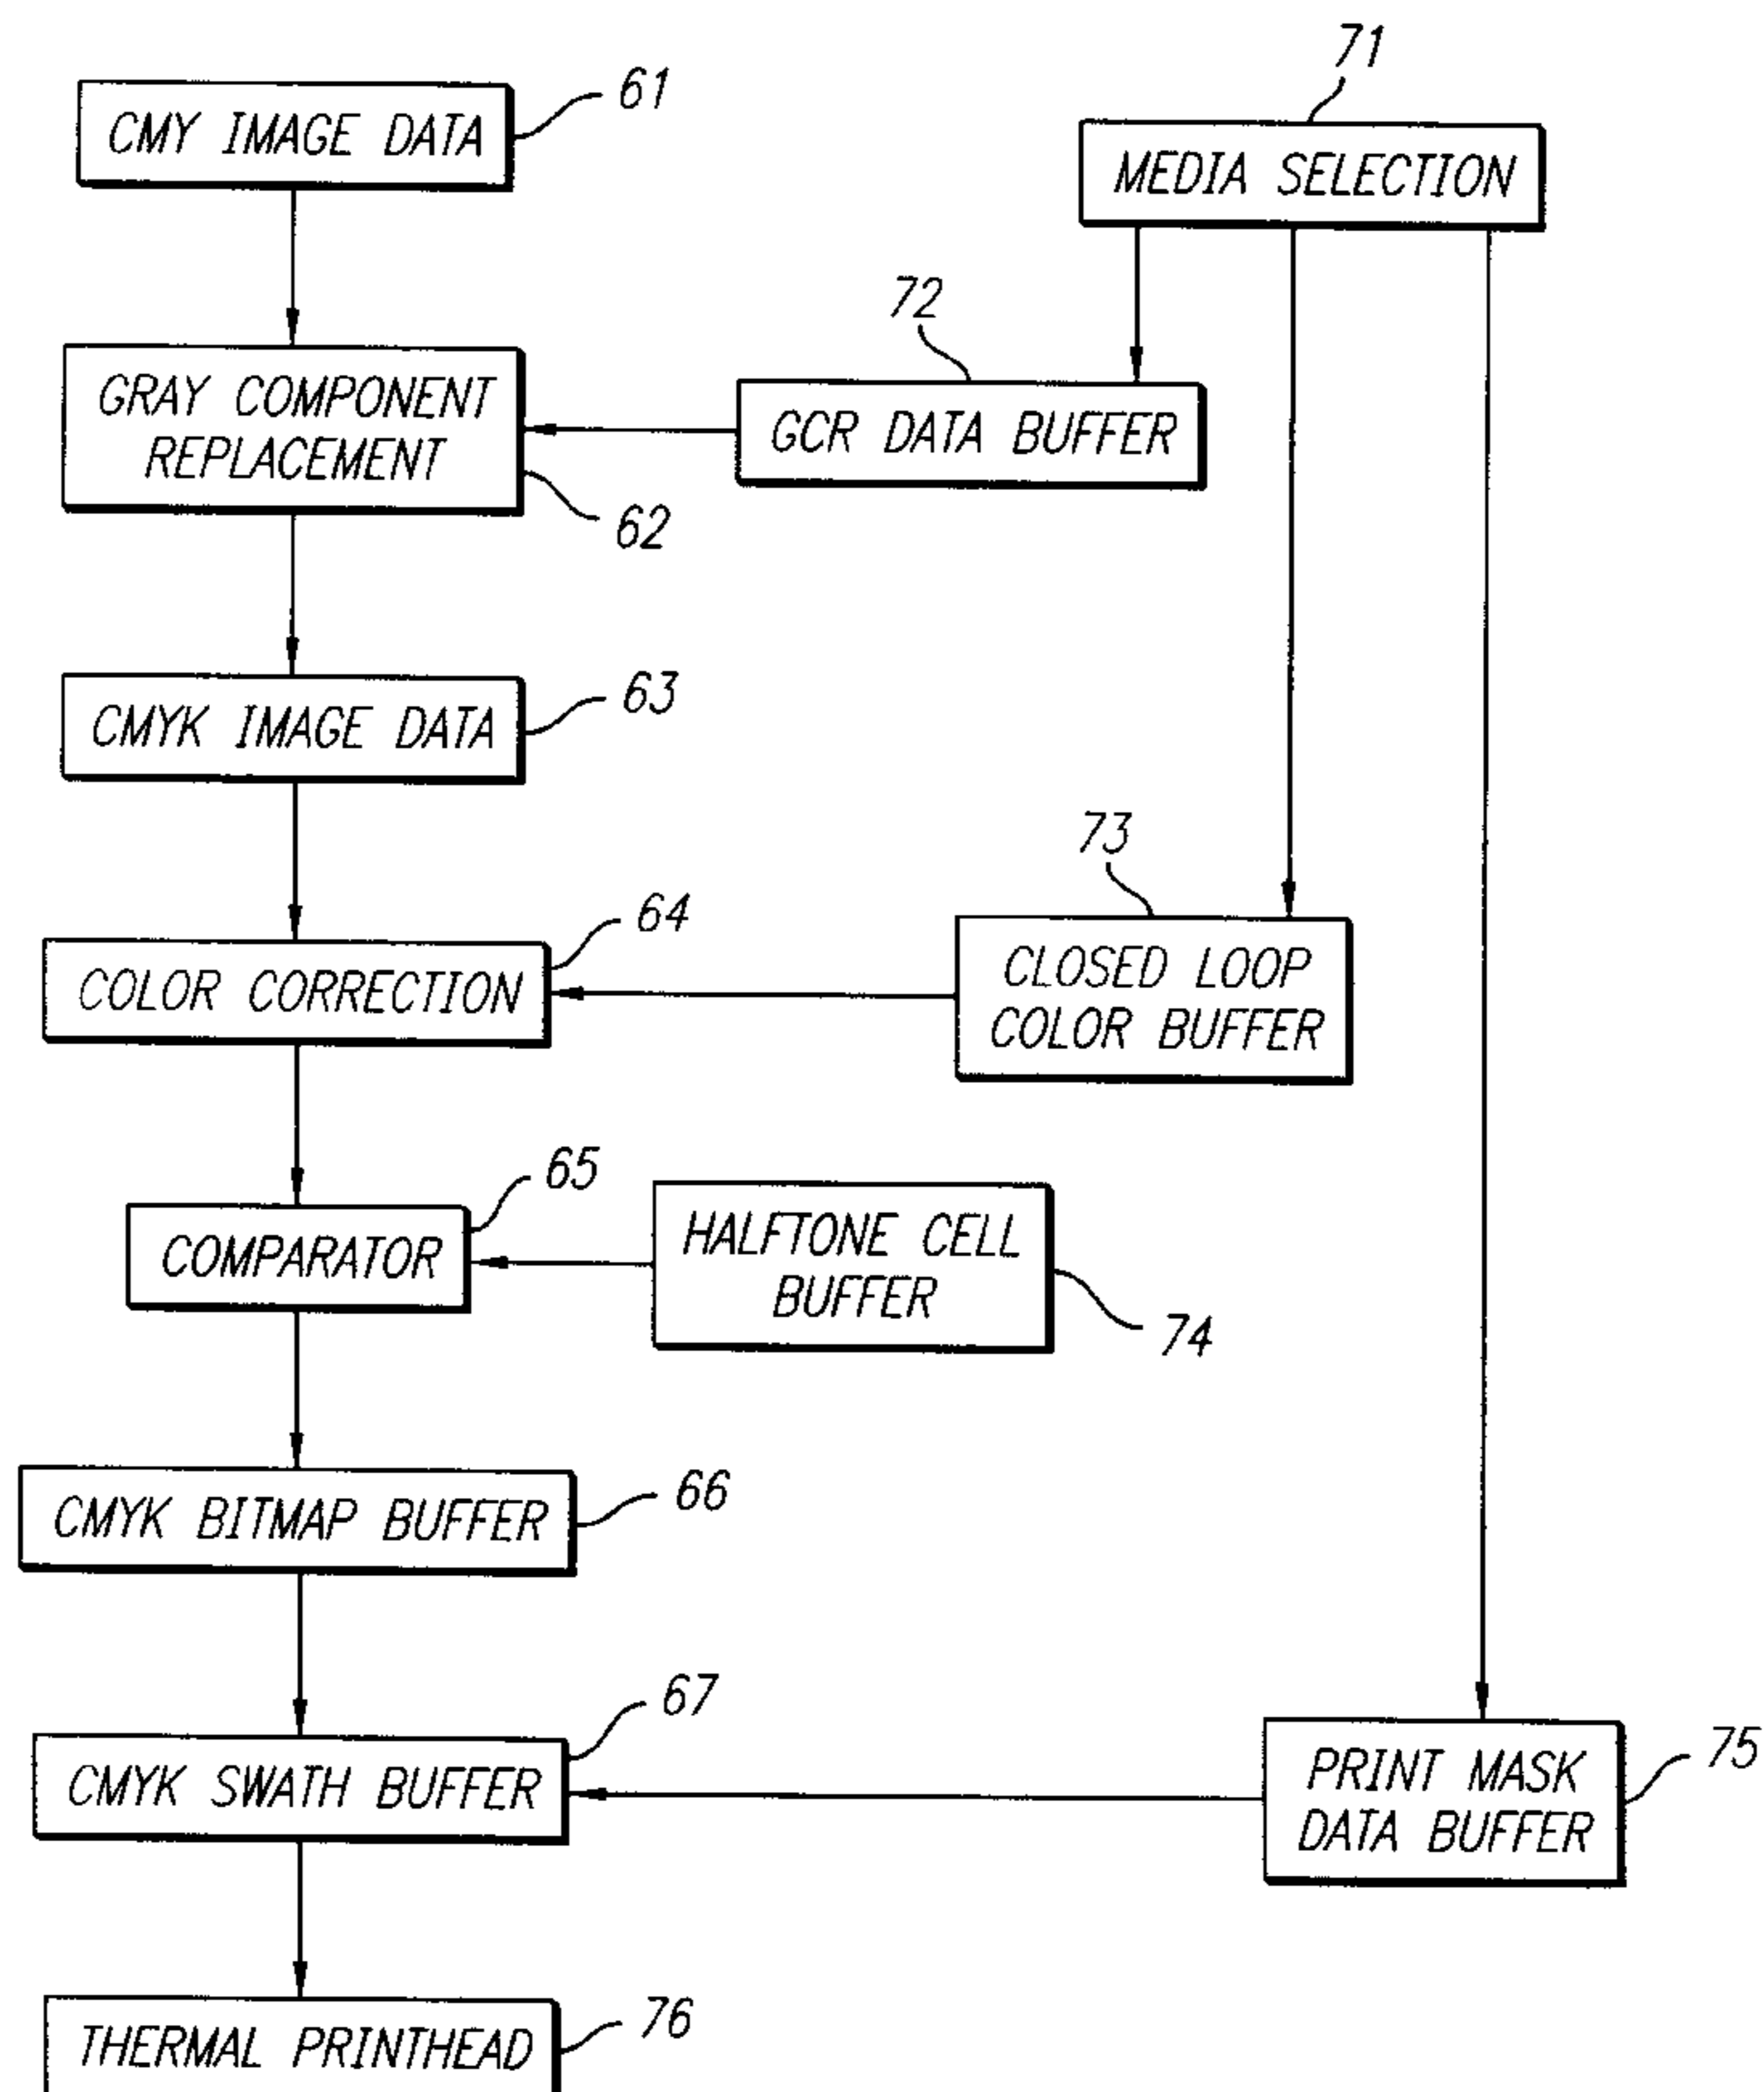 61
CMY IMAGE DATA
71
MEDIA SELECTION
72
GRAY COMPONENT
REPLACEMENT
GCR DATA BUFFER
62
63
CMYK IMAGE DATA
73
64
COLOR CORRECTION
CLOSED LOOP
COLOR BUFFER
65
COMPARATOR
HALFTONE CELL
BUFFER
74
66
CMYK BITMAP BUFFER
67
CMYK SWATH BUFFER
75
PRINT MASK
DATA BUFFER
76
THERMAL PRINTHEAD